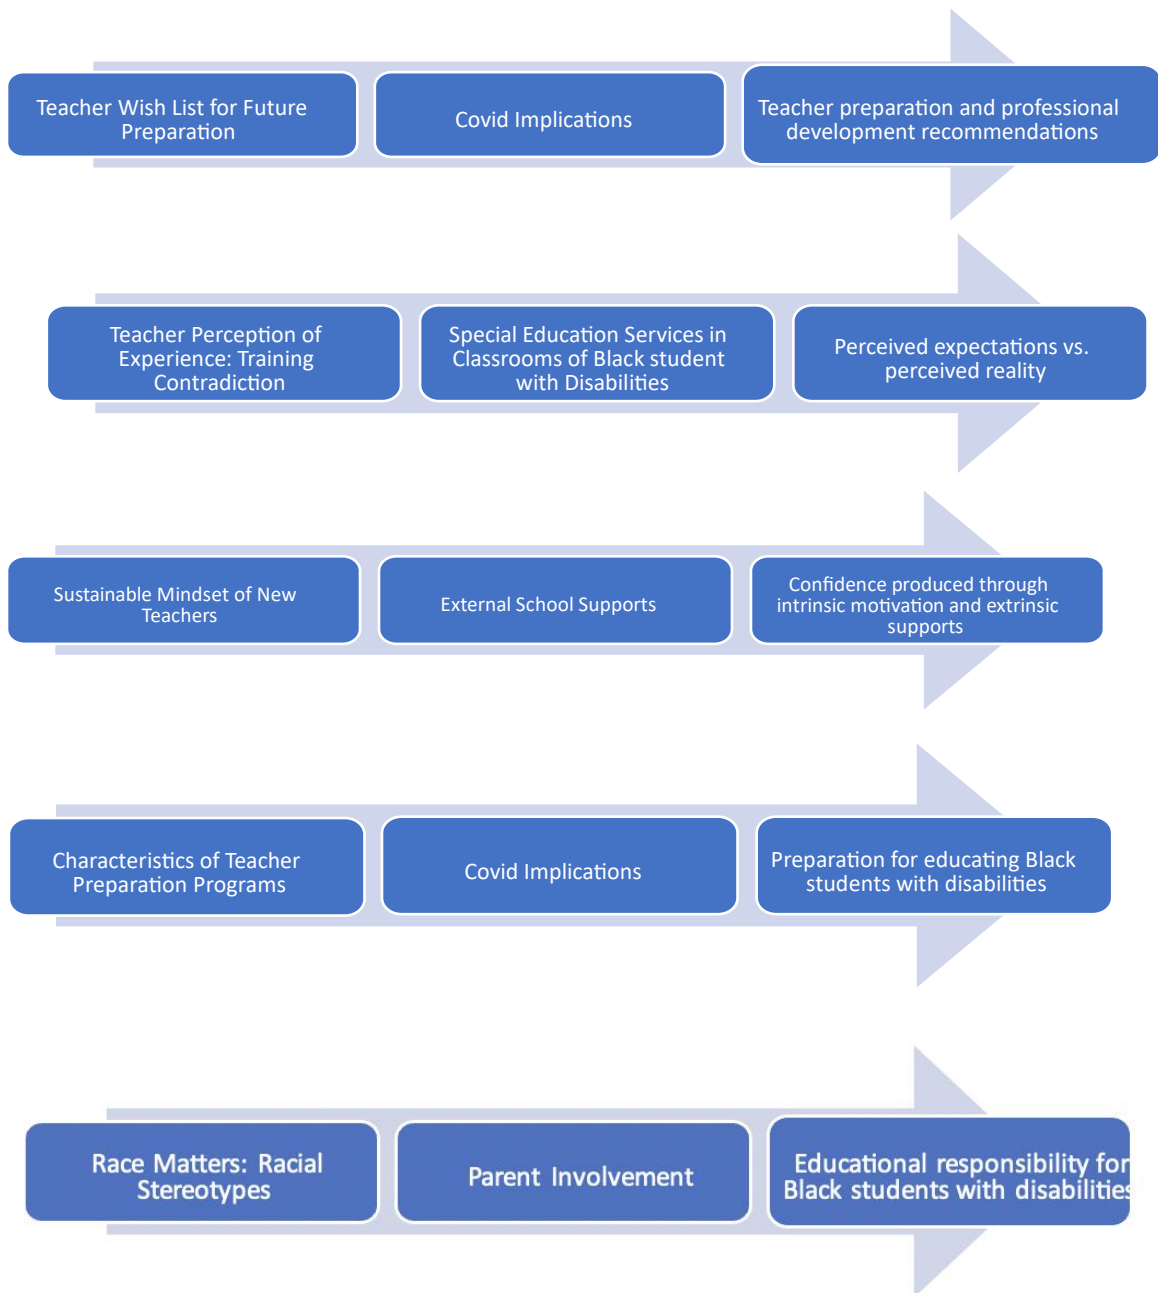 Teacher Wish List for Future
Preparation
Covid Implications
Teacher preparation and professional
development recommendations
Teacher Perception of
Experience: Training
Contradiction
Special Education Services in
Classrooms of Black student
with Disabilities
Perceived expectations vs.
perceived reality
Sustainable Mindset of New
Teachers
External School Supports
Confidence produced through
intrinsic motivation and extrinsic
supports
Characteristics of Teacher
Preparation Programs
Covid Implications
Preparation for educating Black
students with disabilities
Race Matters: Racial
Stereotypes
Parent Involvement
Educational responsibility for
Black students with disabilities